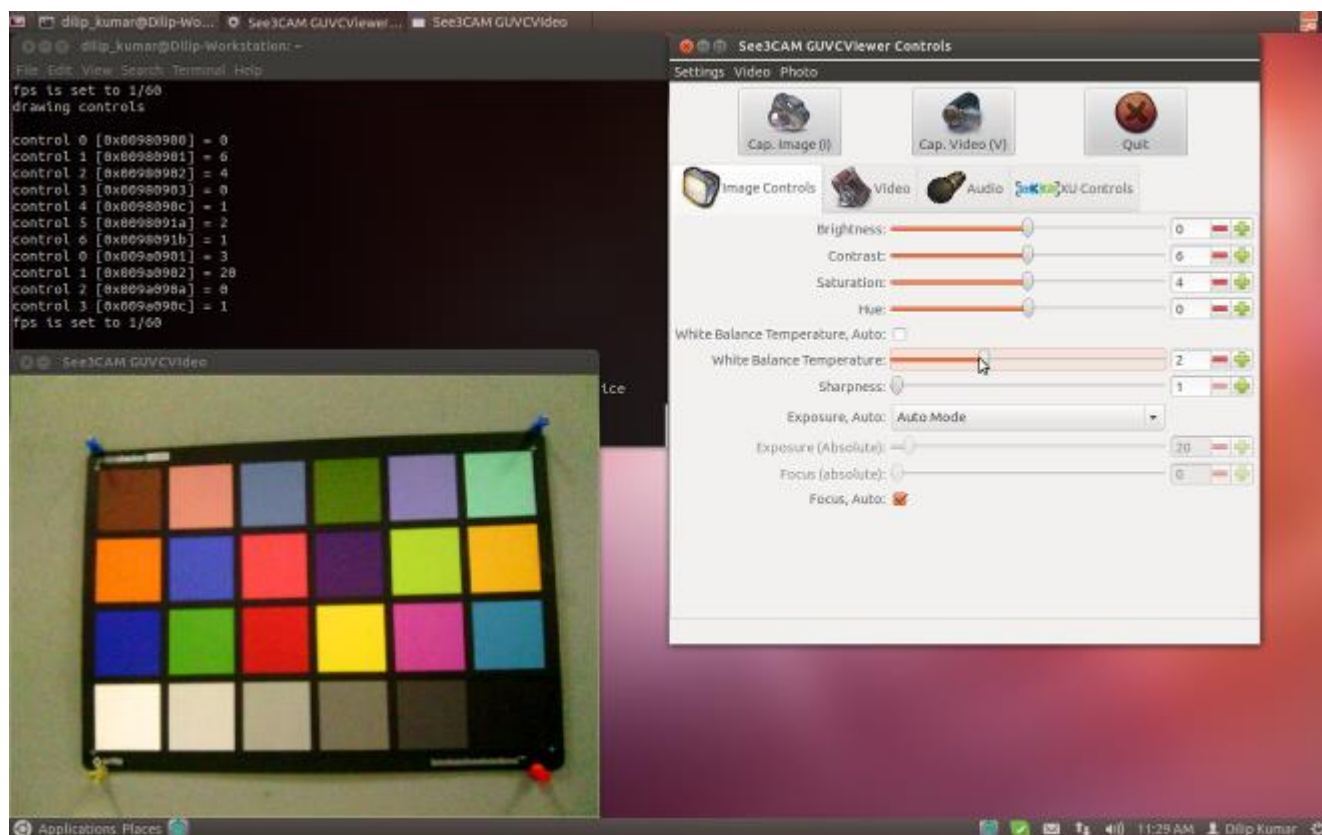 dilip_kumar@Dilip-Wo... See3CAM GUVCViewer... See3CAM GUVCVideo
dilip_kumar@Dilip-Workstation: ~
File Edit View Search Terminal Help
fps is set to 1/60
drawing controls
control 0 [0x00980900] = 0
control 1 [0x00980901] = 6
control 2 [0x00980902] = 4
control 3 [0x00980903] = 0
control 4 [0x0098090c] = 1
control 5 [0x0098091a] = 2
control 6 [0x0098091b] = 1
control 0 [0x009a0901] = 3
control 1 [0x009a0902] = 20
control 2 [0x009a090a] = 0
control 3 [0x009a090c] = 1
fps is set to 1/60
ice
See3CAM GUVCVideo
See3CAM GUVCViewer Controls
Settings Video Photo
Cap. Image (I) Cap. Video (V) Quit
Image Controls Video Audio XU Controls
Brightness: 0
Contrast: 6
Saturation: 4
Hue: 0
White Balance Temperature, Auto:
White Balance Temperature: 2
Sharpness: 1
Exposure, Auto: Auto Mode
Exposure (Absolute): 20
Focus (absolute): 0
Focus, Auto:
Applications Places 11:29 AM Dilip Kumar